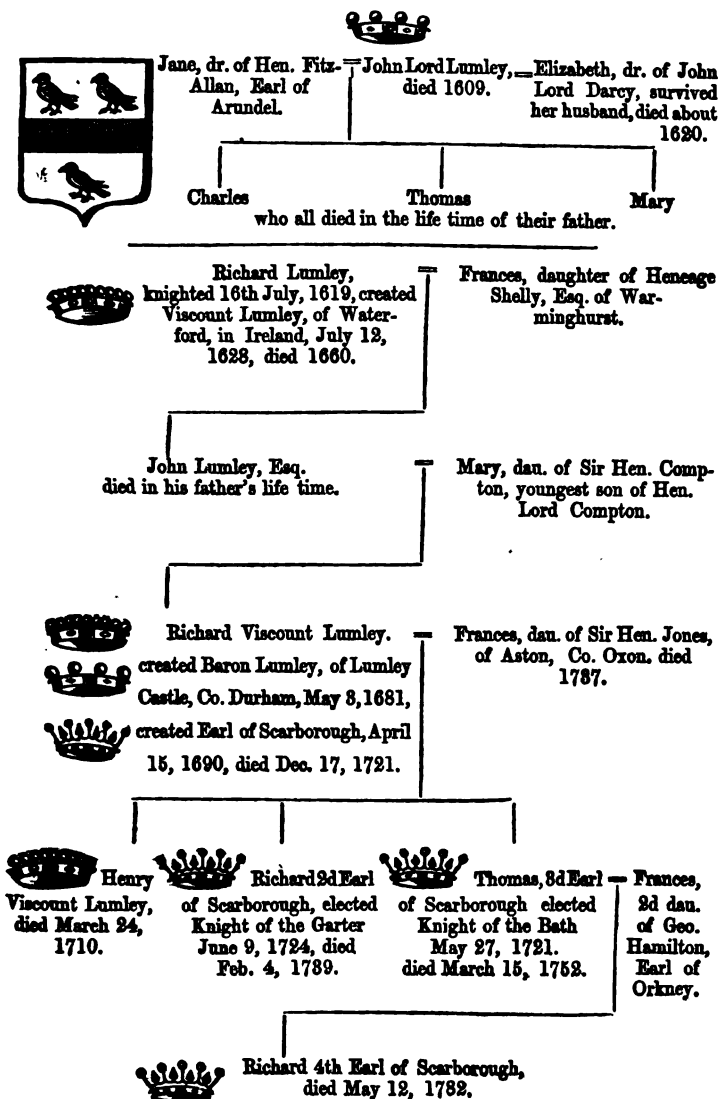 Jane, dr. of Hen. Fitz-
Allan, Earl of
Arundel.
John Lord Lumley,
died 1609.
Elizabeth, dr. of John
Lord Darcy, survived
her husband, died about
1620.
Charles
Thomas
Mary
who all died in the life time of their father.
Richard Lumley,
knighted 16th July, 1619, created
Viscount Lumley, of Water-
ford, in Ireland, July 12,
1628, died 1660.
Frances, daughter of Heneage
Shelly, Esq. of War-
minghurst.
John Lumley, Esq.
died in his father's life time.
Mary, dau. of Sir Hen. Comp-
ton, youngest son of Hen.
Lord Compton.
Richard Viscount Lumley.
created Baron Lumley, of Lumley
Castle, Co. Durham, May 8, 1681,
created Earl of Scarborough, April
15, 1690, died Dec. 17, 1721.
Frances, dau. of Sir Hen. Jones,
of Aston, Co. Oxon. died
1737.
Henry
Viscount Lumley,
died March 24,
1710.
Richard 2d Earl
of Scarborough, elected
Knight of the Garter
June 9, 1724, died
Feb. 4, 1739.
Thomas, 3d Earl
of Scarborough elected
Knight of the Bath
May 27, 1721.
died March 15, 1752.
Frances,
2d dau.
of Geo.
Hamilton,
Earl of
Orkney.
Richard 4th Earl of Scarborough,
died May 12, 1782.